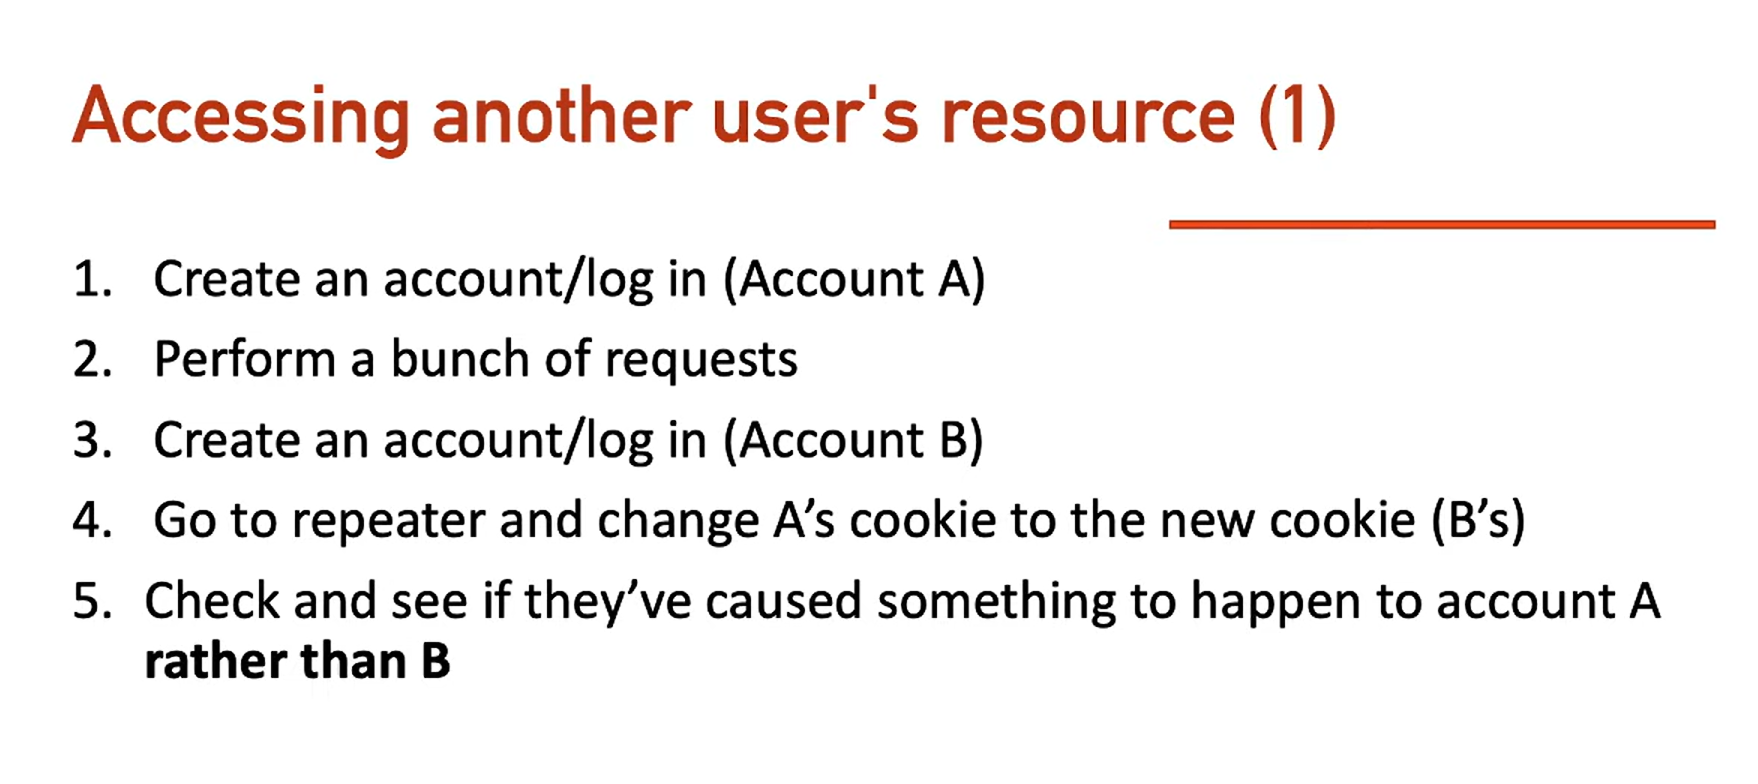 Accessing another user's resource (1)
1. Create an account/log in (Account A)
2. Perform a bunch of requests
3. Create an account/log in (Account B)
4. Go to repeater and change A’s cookie to the new cookie (B’s)
5. Check and see if they’ve caused something to happen to account A
rather than B